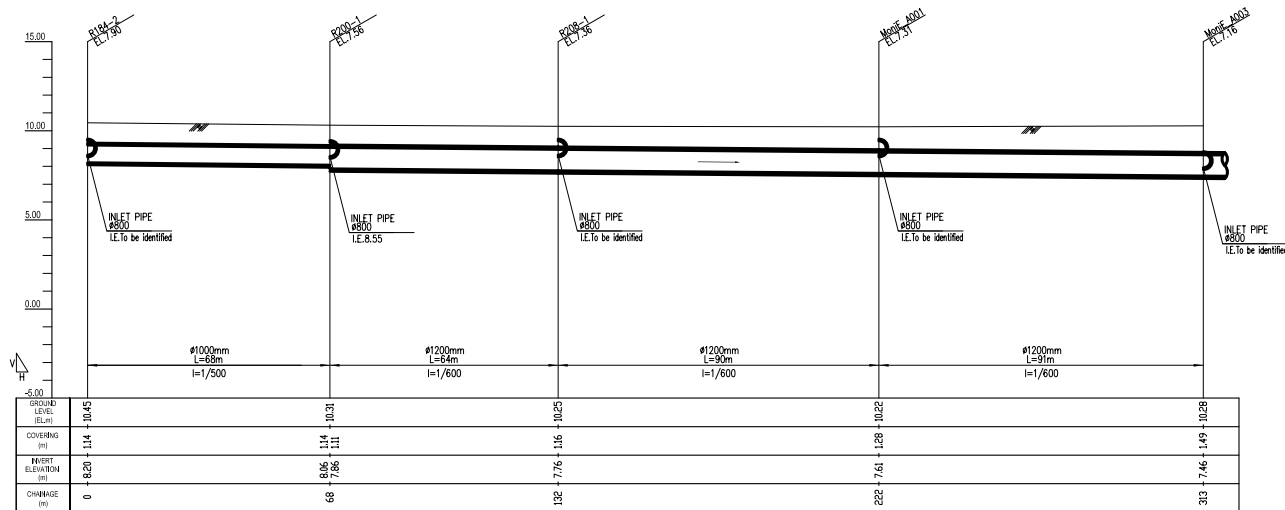 R184-2
EL.7.90
R200-1
EL.7.56
R208-1
EL.7.36
MonjE_A001
EL.7.31
MonjE_A003
EL.7.16
15.00
10.00
5.00
0.00
-5.00
INLET PIPE
ø800
I.E.To be identified
INLET PIPE
ø800
I.E.8.55
INLET PIPE
ø800
I.E.To be identified
INLET PIPE
ø800
I.E.To be identified
INLET PIPE
ø800
I.E.To be identified
V
H
ø1000mm
L=68m
I=1/500
ø1200mm
L=64m
I=1/600
ø1200mm
L=90m
I=1/600
ø1200mm
L=91m
I=1/600
GROUND
LEVEL
(EL.m)
10.45
10.31
10.25
10.22
10.28
COVERING
(m)
1.14
1.14
1.11
1.16
1.28
1.49
INVERT
ELEVATION
(m)
8.20
8.06
7.86
7.76
7.61
7.46
CHAINAGE
(m)
0
68
132
222
313